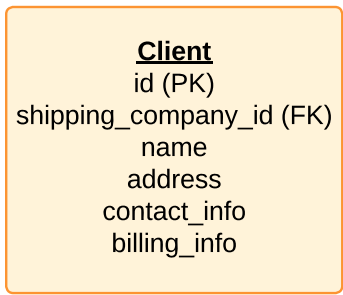 Client
id (PK)
shipping_company_id (FK)
name
address
contact_info
billing_info